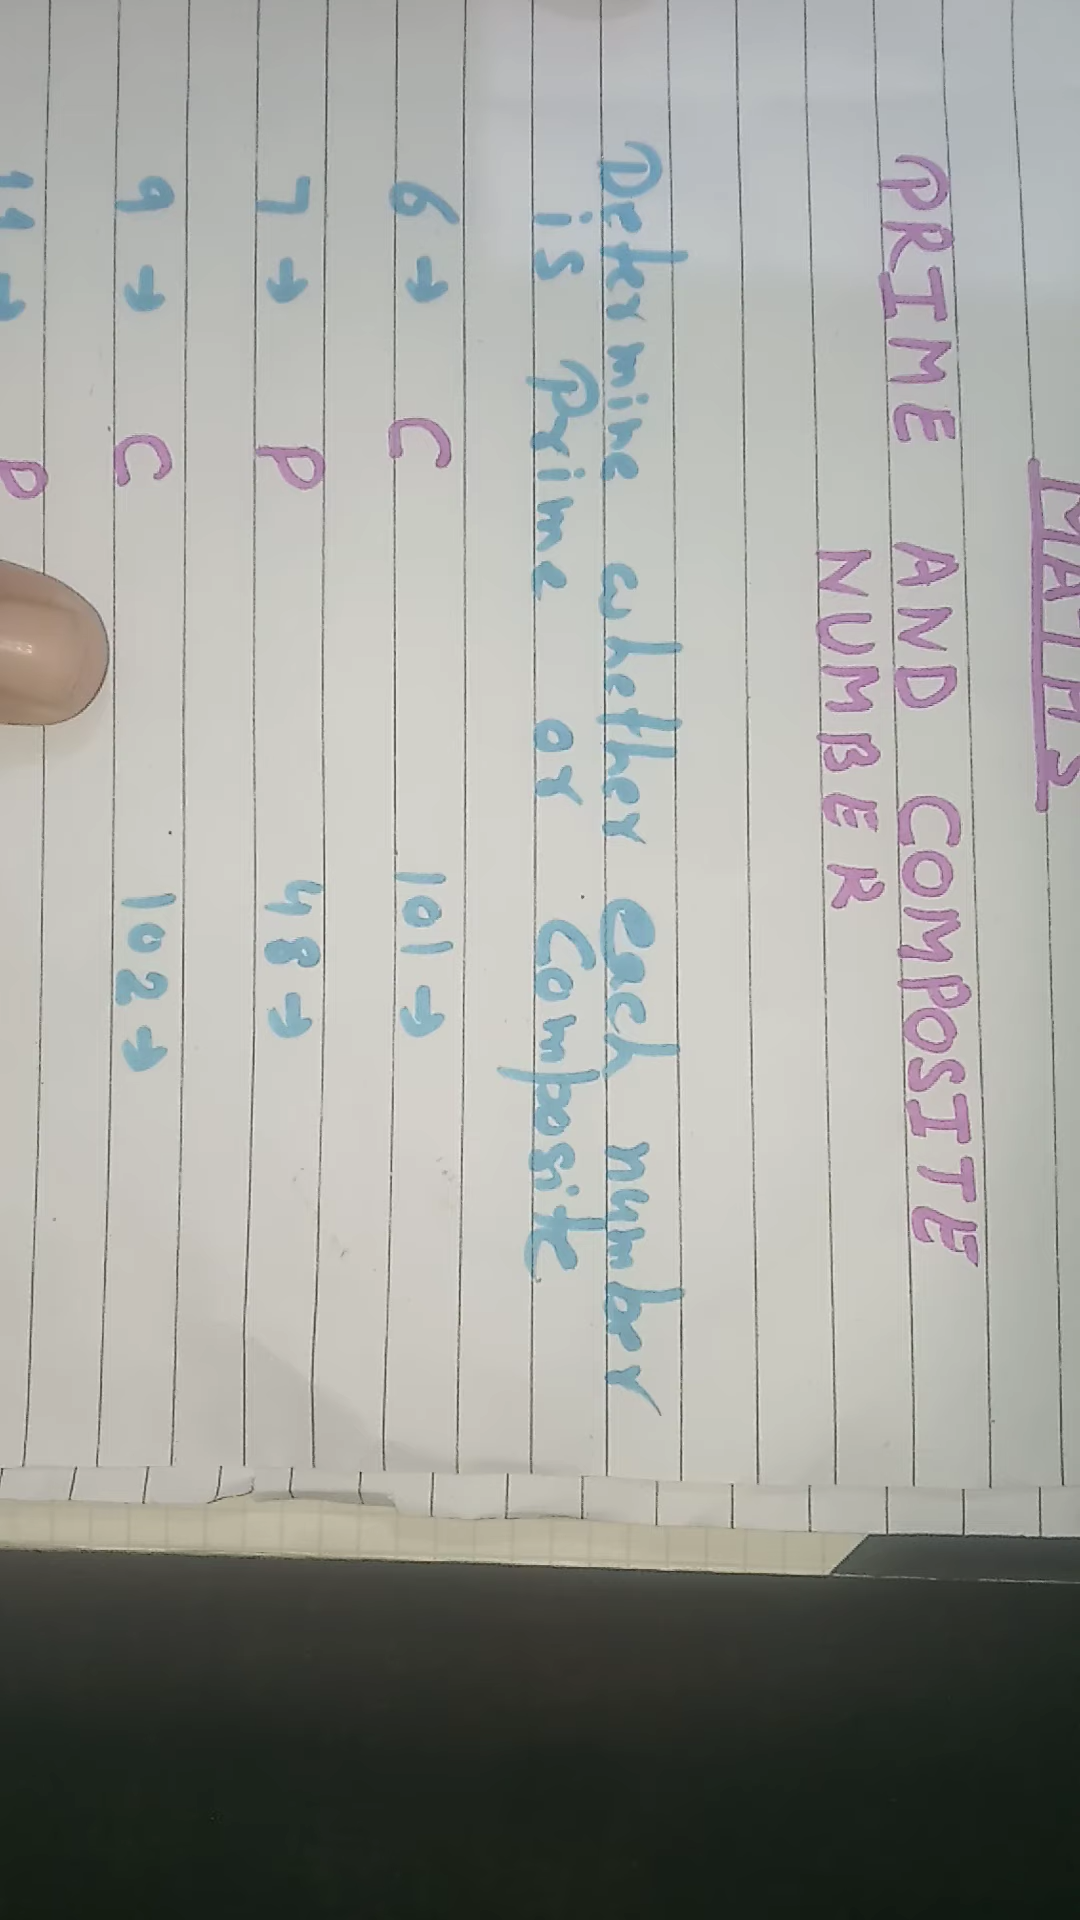 MATHS
PRIME AND COMPOSITE
NUMBER
Determine whether each number
is Prime or Composite
6 → C 101 →
7 → P 48 →
9 → C 102 →
11 → P